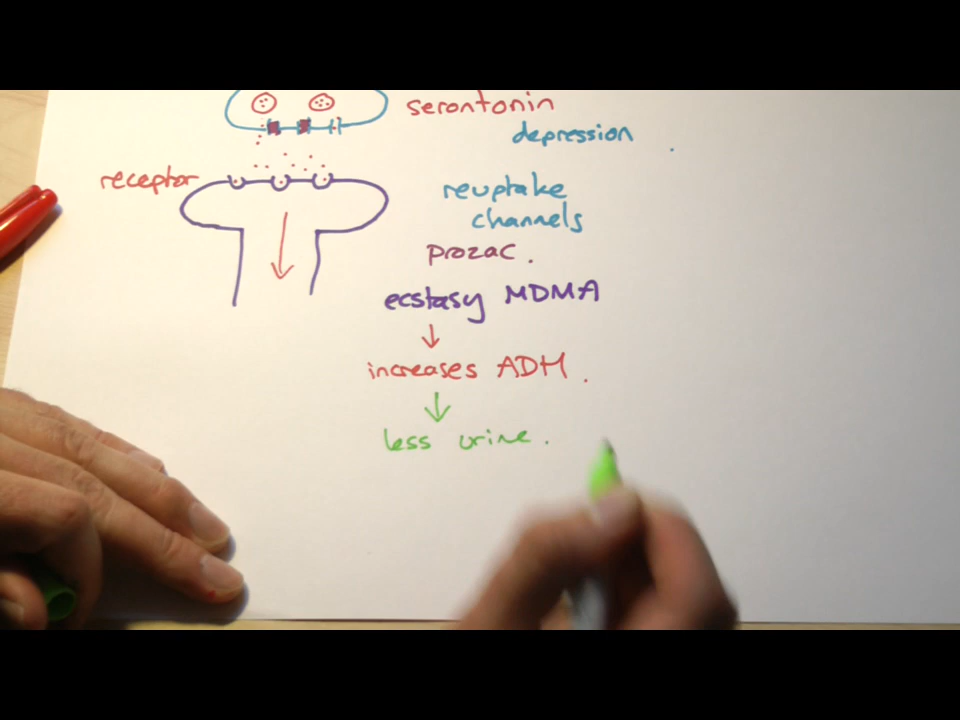 serontonin
depression
receptor
reuptake
channels
prozac.
ecstasy MDMA
increases ADH.
less urine.